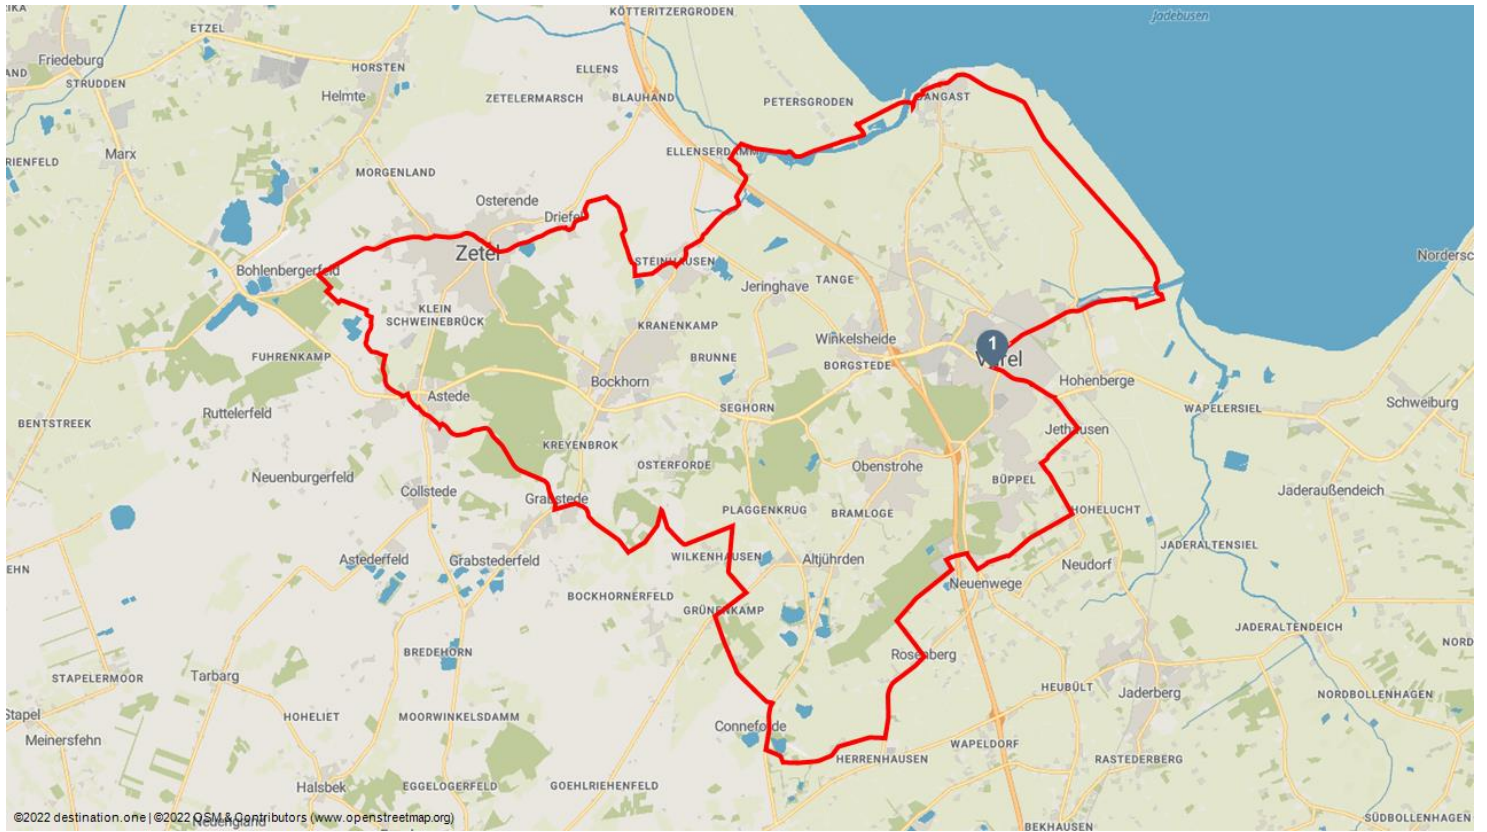 KÖTTERITZERGRODEN
Jadebusen
ETZEL
Friedeburg
STRUDDEN
HORSTEN
ELLENS
Helmte
ZETELERMARSCH
BLAUHAND
PETERSGRODEN
DANGAST
Marx
ELLENSERDAMM
MORGENLAND
Osterende
Driefel
Zetel
STEINHAUSEN
Bohlenbergerfeld
Jeringhave
TANGE
KLEIN
SCHWEINEBRÜCK
KRANENKAMP
Winkelsheide
1
Varel
FUHRENKAMP
BRUNNE
BORGSTEDE
Bockhorn
Hohenberge
Astede
SEGHORN
WAPELERSIEL
Schweiburg
Ruttelerfeld
BENTSTREEK
Jethausen
KREYENBROK
OSTERFORDE
Obenstrohe
Neuenburgerfeld
BÜPPEL
Collstede
Grabstede
Jaderaußendeich
PLAGGENKRUG
BRAMLOGE
HOHELUCHT
JADERALTENSIEL
Astederfeld
Grabstederfeld
WILKENHAUSEN
Altjührden
Neudorf
Neuenwege
BOCKHORNERFELD
GRÜNENKAMP
JADERALTENDEICH
BREDEHORN
Rosenberg
STAPELERMOOR
Tarbarg
HEUBÜLT
Jaderberg
NORDBOLLENHAGEN
Stapel
HOHELIET
MOORWINKELSDAMM
Conneforde
Meinersfehn
WAPELDORF
HERRENHAUSEN
RASTEDERBERG
Halsbek
EGGELOGERFELD
GOEHLRIEHENFELD
©2022 destination.one | ©2022 OSM & Contributors (www.openstreetmap.org)
Nedengland
BEKHAUSEN
SÜDBOLLENHAGEN